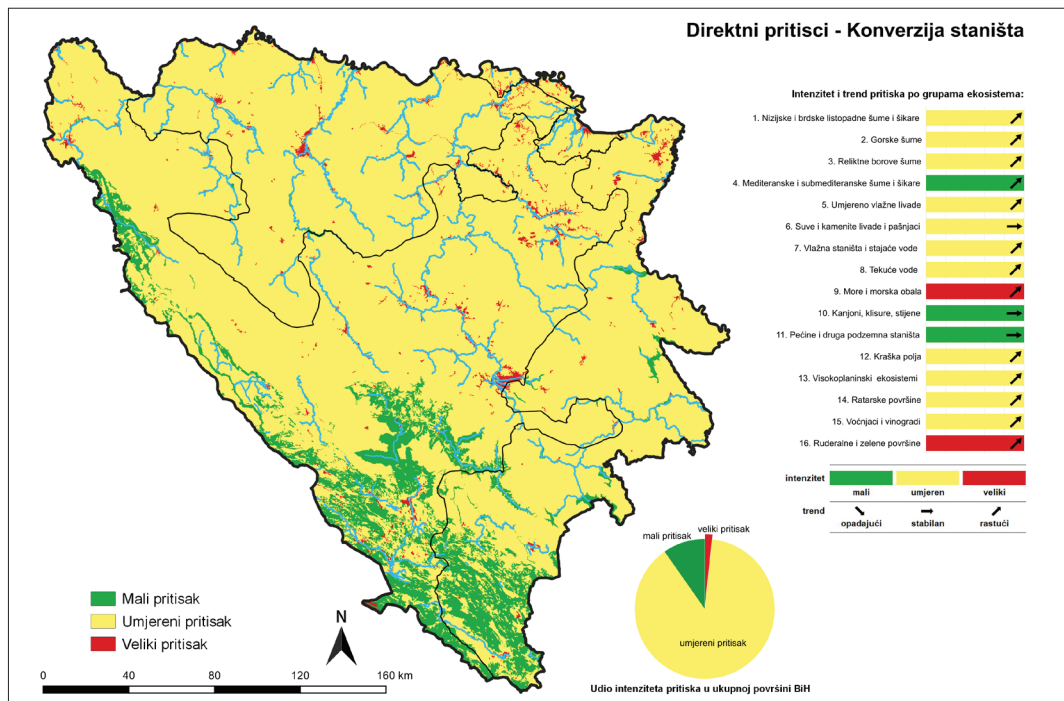 Direktni pritisci - Konverzija staništa
Intenzitet i trend pritiska po grupama ekosistema:
1. Nizijske i brdske listopadne šume i šikare
2. Gorske šume
3. Reliktne borove šume
4. Mediteranske i submediteranske šume i šikare
5. Umjereno vlažne livade
6. Suve i kamenite livade i pašnjaci
7. Vlažna staništa i stajaće vode
8. Tekuće vode
9. More i morska obala
10. Kanjoni, klisure, stijene
11. Pećine i druga podzemna staništa
12. Kraška polja
13. Visokoplaninski ekosistemi
14. Ratarske površine
15. Voćnjaci i vinogradi
16. Ruderalne i zelene površine
intenzitet
mali umjeren veliki
trend
opadajući stabilan rastući
mali pritisak
veliki pritisak
umjereni pritisak
Udio intenziteta pritiska u ukupnoj površini BiH
Mali pritisak
Umjereni pritisak
Veliki pritisak
N
0 20 40 80 120 160 km